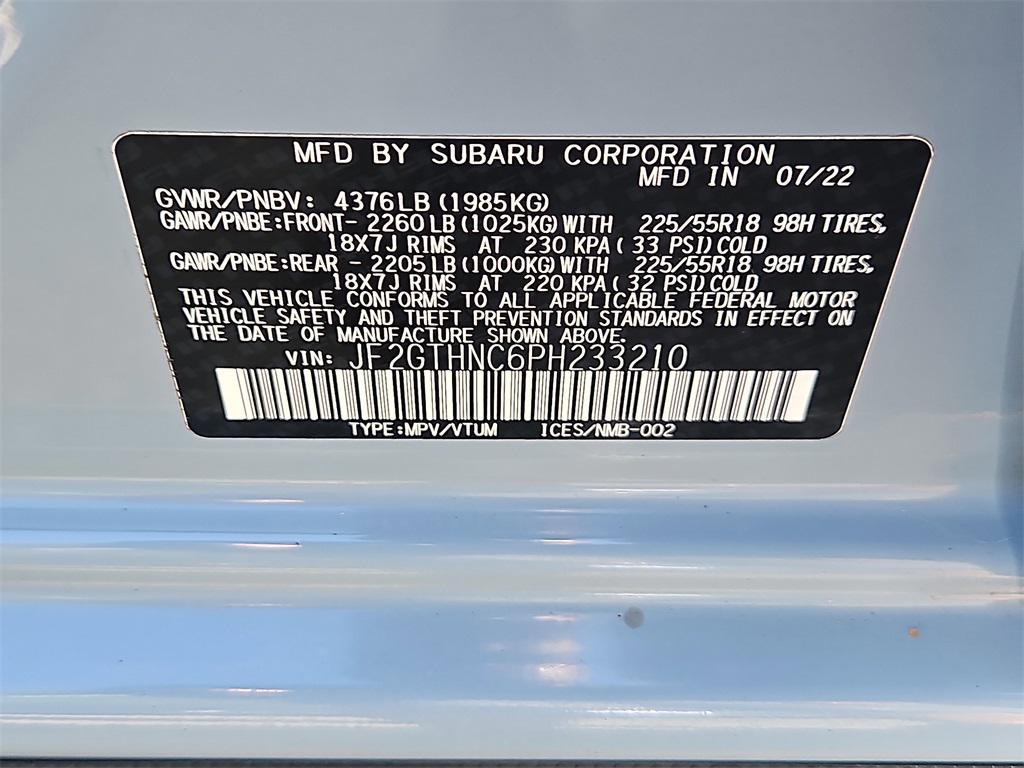 MFD BY SUBARU CORPORATION
MFD IN 07/22
GVWR/PNBV: 4376LB(1985KG)
GAWR/PNBE:FRONT- 2260LB(1025KG)WITH 225/55R18 98H TIRES,
18X7J RIMS AT 230 KPA( 33 PSI)COLD
GAWR/PNBE:REAR - 2205LB(1000KG)WITH 225/55R18 98H TIRES,
18X7J RIMS AT 220 KPA( 32 PSI)COLD
THIS VEHICLE CONFORMS TO ALL APPLICABLE FEDERAL MOTOR
VEHICLE SAFETY AND THEFT PREVENTION STANDARDS IN EFFECT ON
THE DATE OF MANUFACTURE SHOWN ABOVE.
VIN: JF2GTHNC6PH233210
TYPE:MPV/VTUM ICES/NMB-002